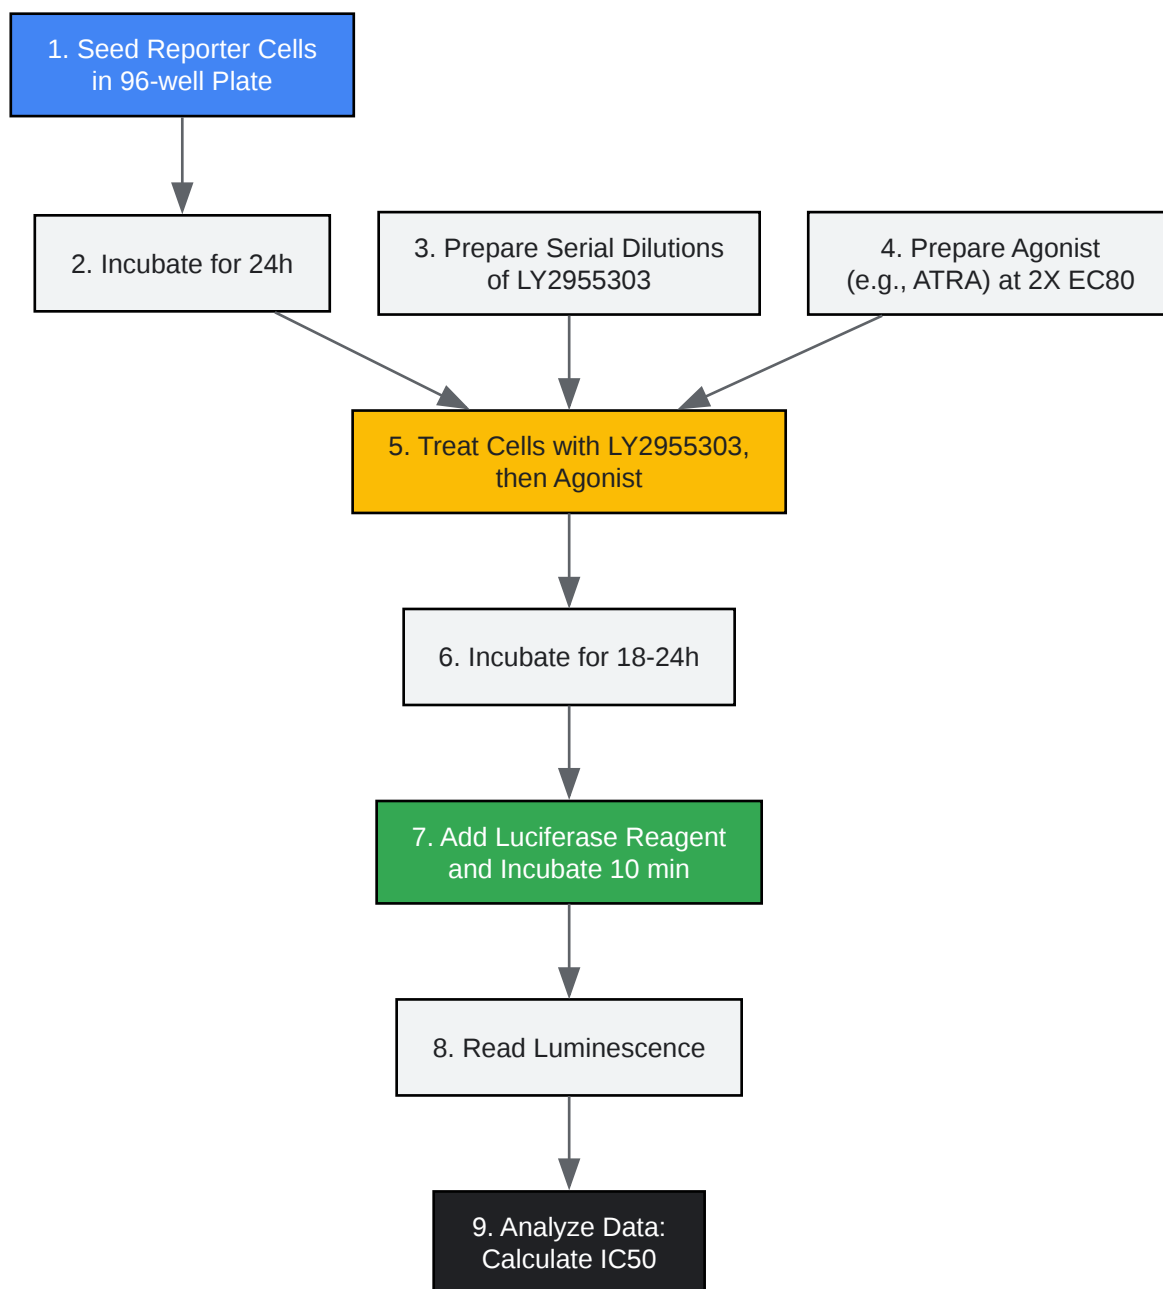 1. Seed Reporter Cells
in 96-well Plate
2. Incubate for 24h
3. Prepare Serial Dilutions
of LY2955303
4. Prepare Agonist
(e.g., ATRA) at 2X EC80
5. Treat Cells with LY2955303,
then Agonist
6. Incubate for 18-24h
7. Add Luciferase Reagent
and Incubate 10 min
8. Read Luminescence
9. Analyze Data:
Calculate IC50